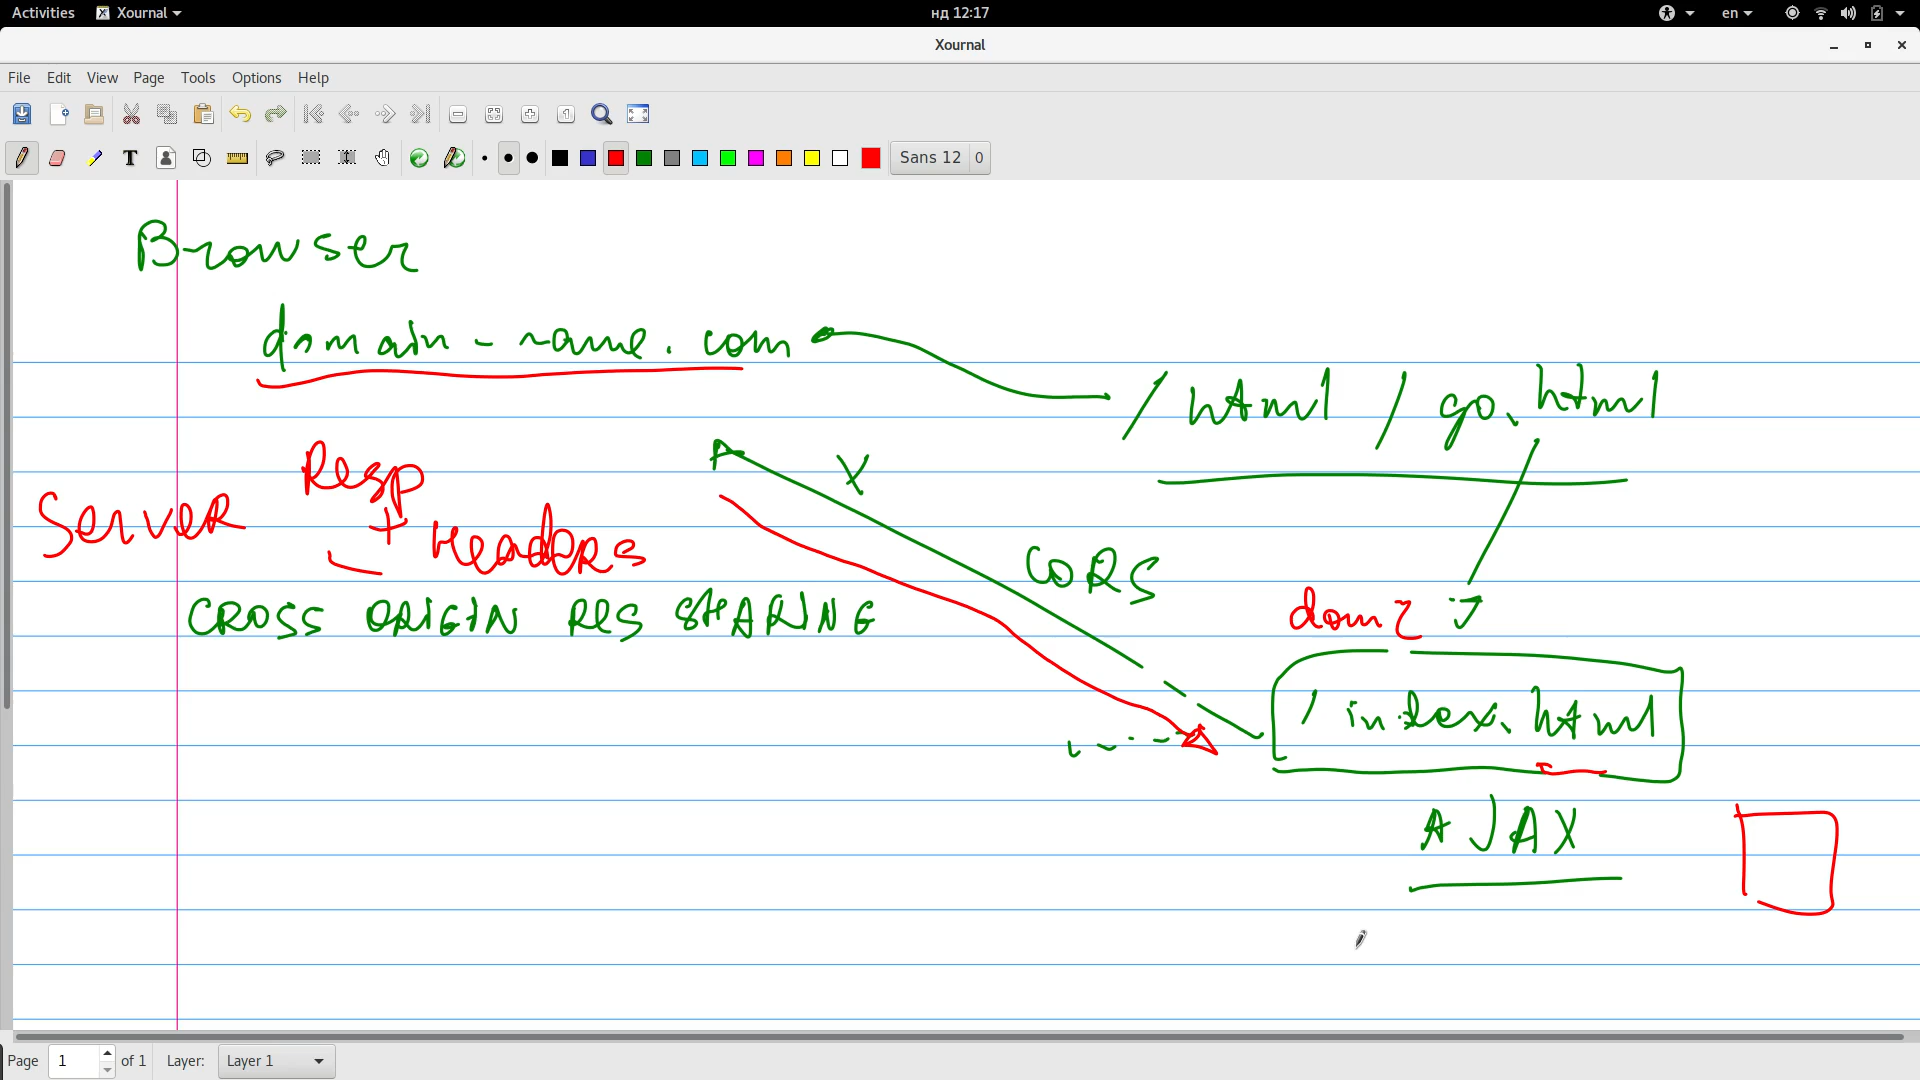 Activities Xournal нд 12:17 en
Xournal
File Edit View Page Tools Options Help
T Sans 12 0
Browser
domain-name.com
/html/go.html
Resp
Server + Headers
CORS
CROSS ORIGIN RES SHARING
dom2
/index.html
AJAX
Page 1 of 1 Layer: Layer 1